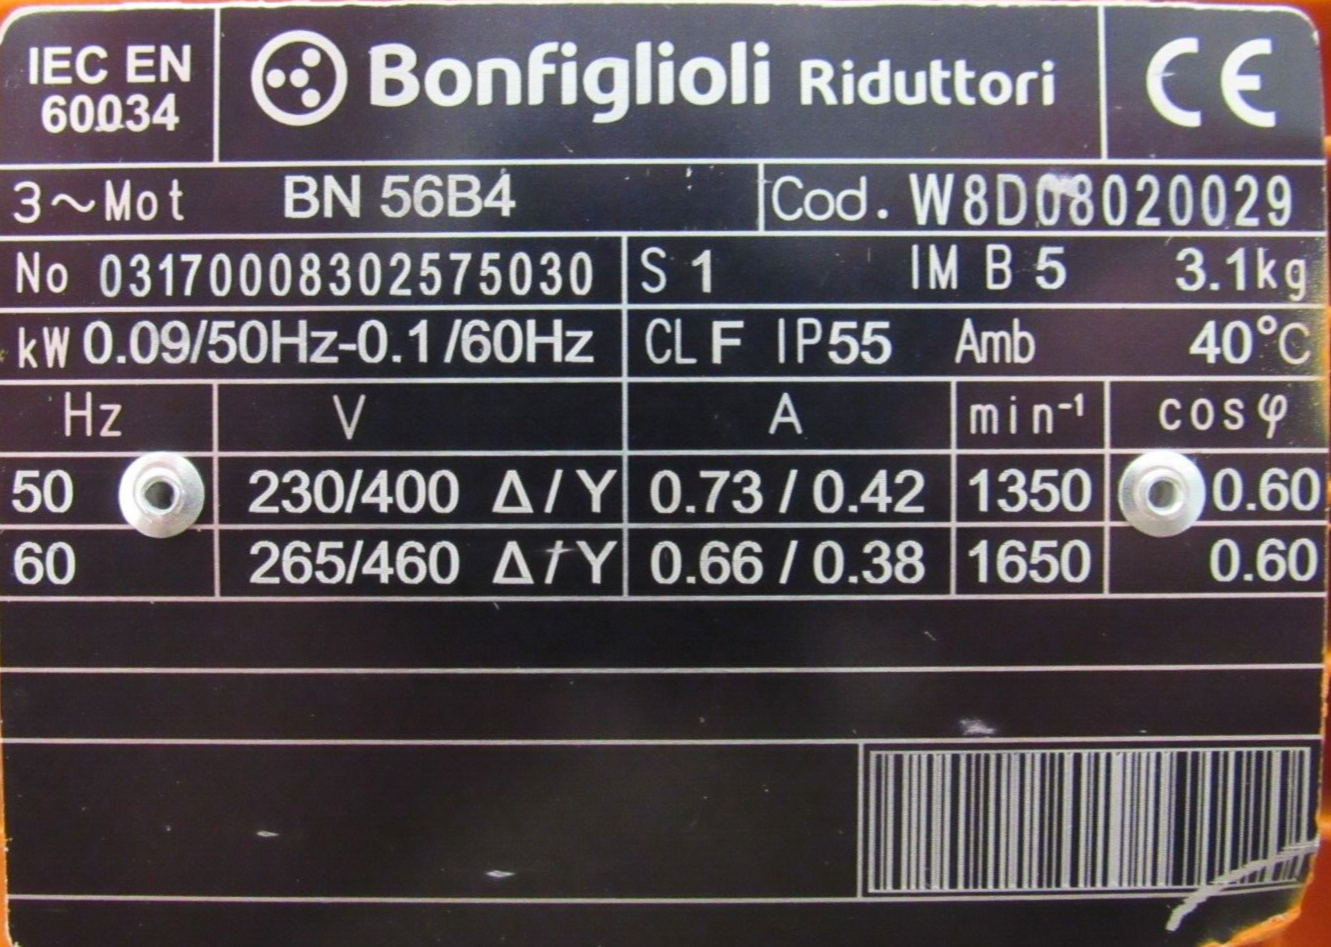 IEC EN
60034
Bonfiglioli Riduttori
CE
3~Mot BN 56B4 Cod. W8D08020029
No 031700008302575030 S 1 IM B 5 3.1kg
kW 0.09/50Hz-0.1/60Hz CL F IP55 Amb 40°C
Hz V A min⁻¹ cosφ
50 230/400 Δ/Y 0.73/0.42 1350 0.60
60 265/460 Δ/Y 0.66/0.38 1650 0.60